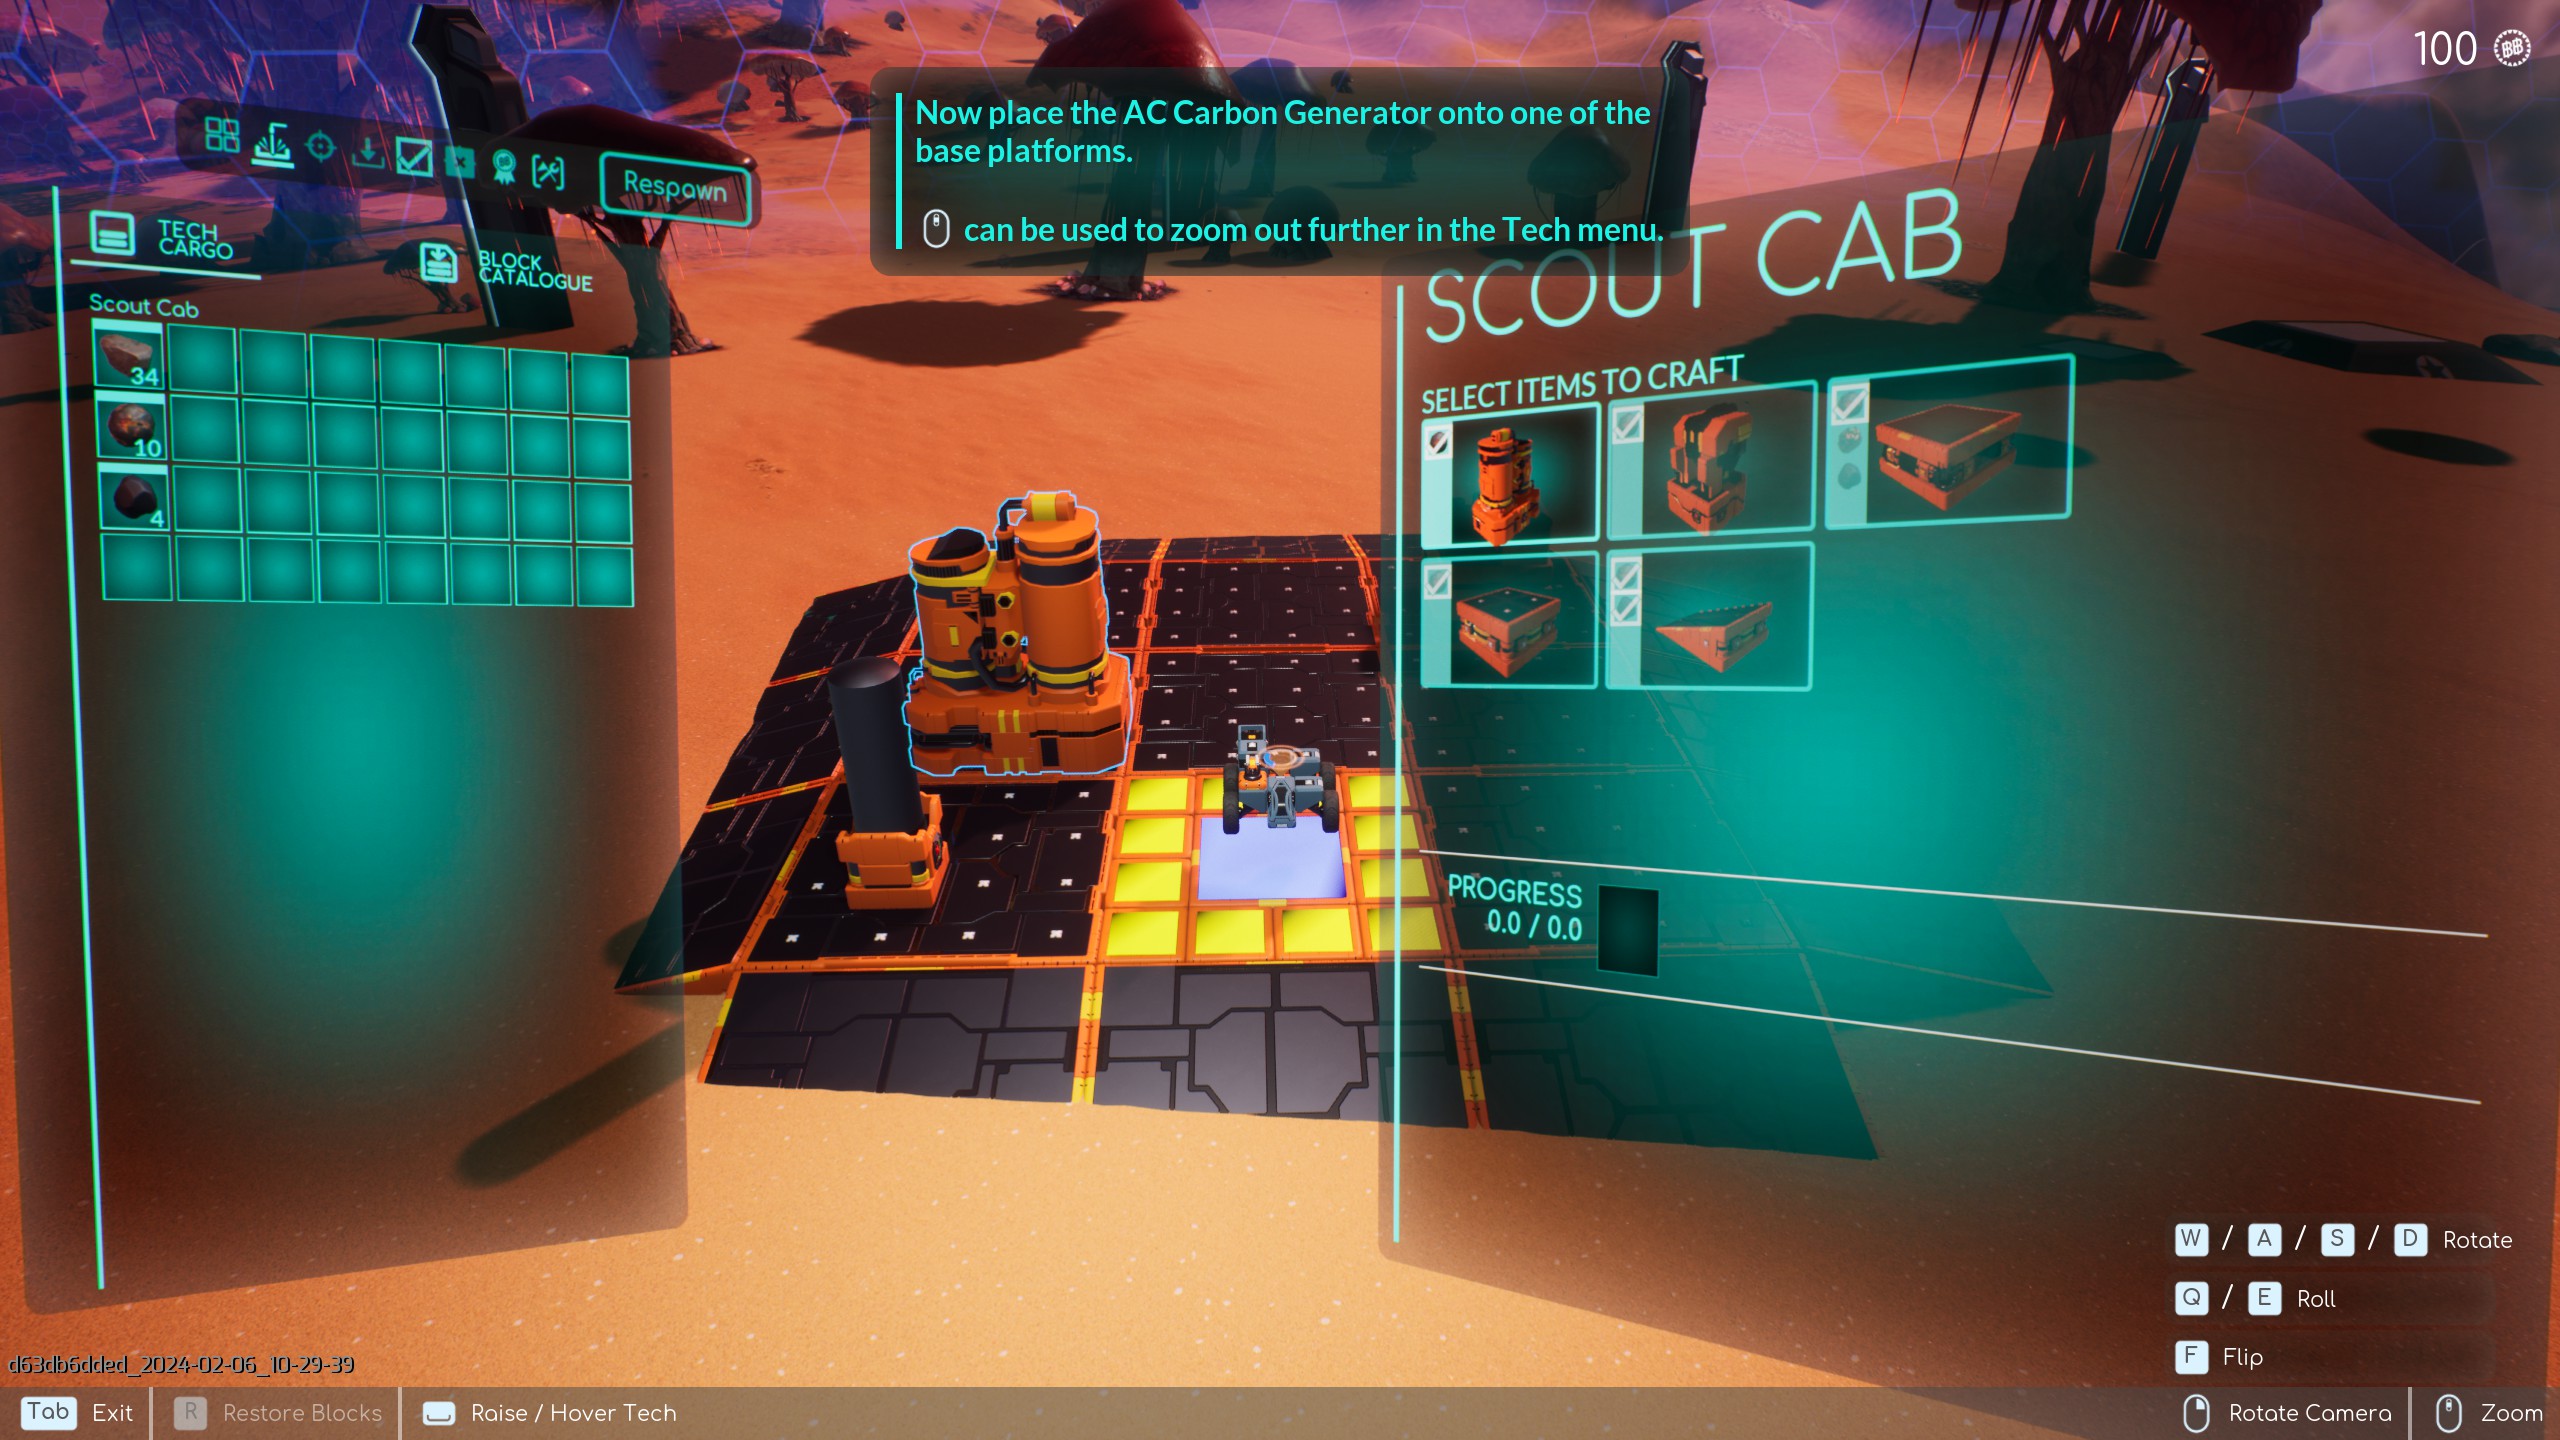 100
Now place the AC Carbon Generator onto one of the
base platforms.
can be used to zoom out further in the Tech menu.
Respawn
TECH
CARGO
BLOCK
CATALOGUE
Scout Cab
34
10
4
SCOUT CAB
SELECT ITEMS TO CRAFT
PROGRESS
0.0 / 0.0
W / A / S / D Rotate
Q / E Roll
F Flip
d63db6dded_2024-02-06_10-29-39
Tab Exit R Restore Blocks Raise / Hover Tech Rotate Camera Zoom